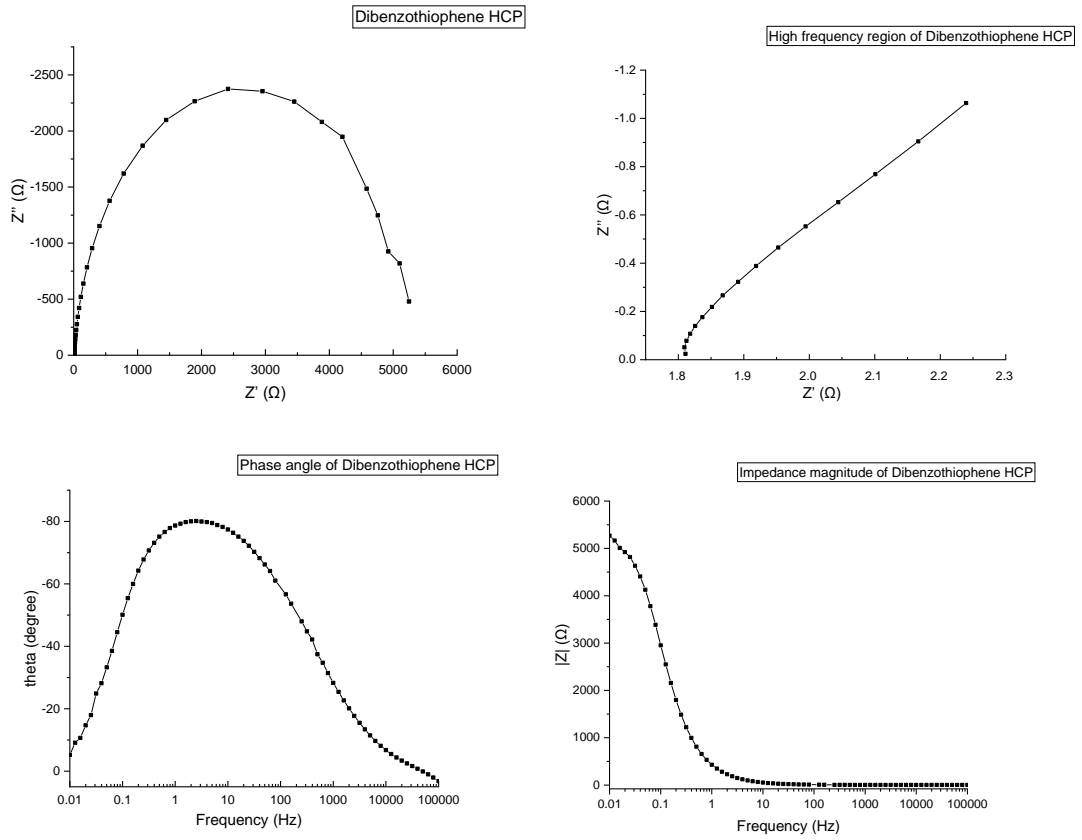 Dibenzothiophene HCP
-2500
-2000
-1500
-1000
-500
0
Z'' (Ω)
0 1000 2000 3000 4000 5000 6000
Z' (Ω)
High frequency region of Dibenzothiophene HCP
-1.2
-1.0
-0.8
-0.6
-0.4
-0.2
0.0
Z'' (Ω)
1.8 1.9 2.0 2.1 2.2 2.3
Z' (Ω)
Phase angle of Dibenzothiophene HCP
-80
-60
-40
-20
0
theta (degree)
0.01 0.1 1 10 100 1000 10000 100000
Frequency (Hz)
Impedance magnitude of Dibenzothiophene HCP
6000
5000
4000
3000
2000
1000
0
|Z| (Ω)
0.01 0.1 1 10 100 1000 10000 100000
Frequency (Hz)